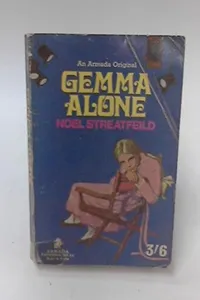 An Armada Original
GEMMA
ALONE
NOEL STREATFEILD
3/6